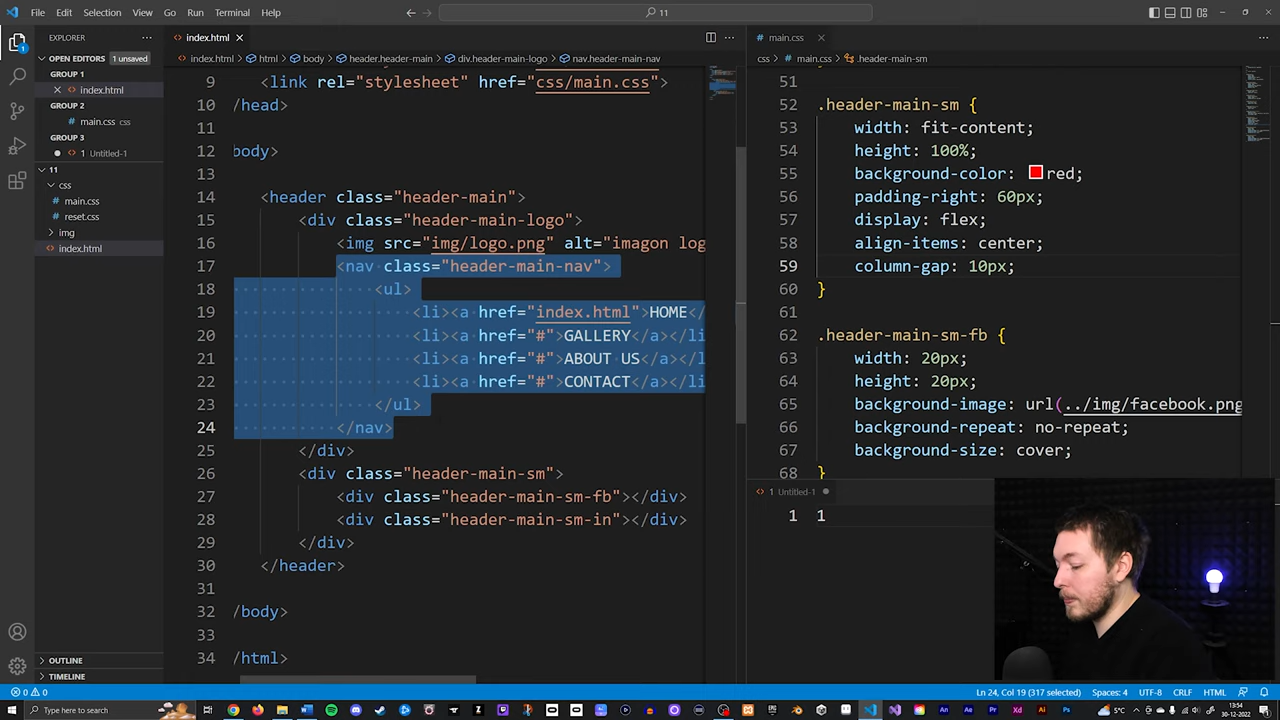 File Edit Selection View Go Run Terminal Help
11
EXPLORER
OPEN EDITORS 1 unsaved
GROUP 1
index.html
GROUP 2
main.css css
GROUP 3
1 Untitled-1
11
css
main.css
reset.css
img
index.html
OUTLINE
TIMELINE
index.html
index.html > html > body > header.header-main > div.header-main-logo > nav.header-main-nav
9 <link rel="stylesheet" href="css/main.css">
10 /head>
11
12 body>
13
14 <header class="header-main">
15 <div class="header-main-logo">
16 <img src="img/logo.png" alt="imagon log
17 <nav class="header-main-nav">
18 <ul>
19 <li><a href="index.html">HOME</
20 <li><a href="#">GALLERY</a></li
21 <li><a href="#">ABOUT US</a></li
22 <li><a href="#">CONTACT</a></li
23 </ul>
24 </nav>
25 </div>
26 <div class="header-main-sm">
27 <div class="header-main-sm-fb"></div>
28 <div class="header-main-sm-in"></div>
29 </div>
30 </header>
31
32 /body>
33
34 /html>
main.css
css > main.css > .header-main-sm
51
52 .header-main-sm {
53 width: fit-content;
54 height: 100%;
55 background-color: red;
56 padding-right: 60px;
57 display: flex;
58 align-items: center;
59 column-gap: 10px;
60 }
61
62 .header-main-sm-fb {
63 width: 20px;
64 height: 20px;
65 background-image: url(../img/facebook.png
66 background-repeat: no-repeat;
67 background-size: cover;
68 }
1 Untitled-1
1 1
0 0 Ln 24, Col 19 (317 selected) Spaces: 4 UTF-8 CRLF HTML
Type here to search
5°C
13:54
30-12-2022